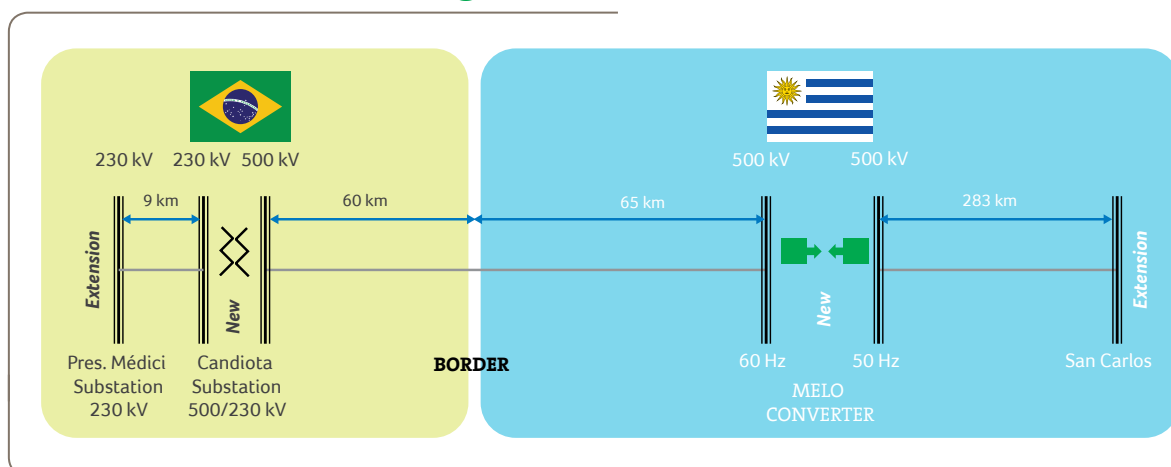 230 kV 230 kV 500 kV 500 kV 500 kV
9 km 60 km 65 km 283 km
Extension
New
New
Extension
Pres. Médici
Substation
230 kV
Candiota
Substation
500/230 kV
BORDER
60 Hz 50 Hz
MELO
CONVERTER
San Carlos